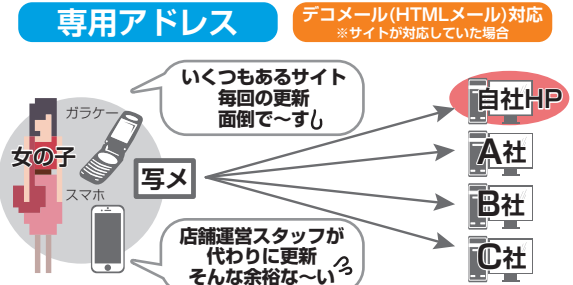 専用アドレス
デコメール(HTMLメール)対応
※サイトが対応していた場合
いくつもあるサイト
毎回の更新
面倒で～すし
ガラケー
女の子
スマホ
写メ
店舗運営スタッフが
代わりに更新
そんな余裕な～い
自社HP
A社
B社
C社